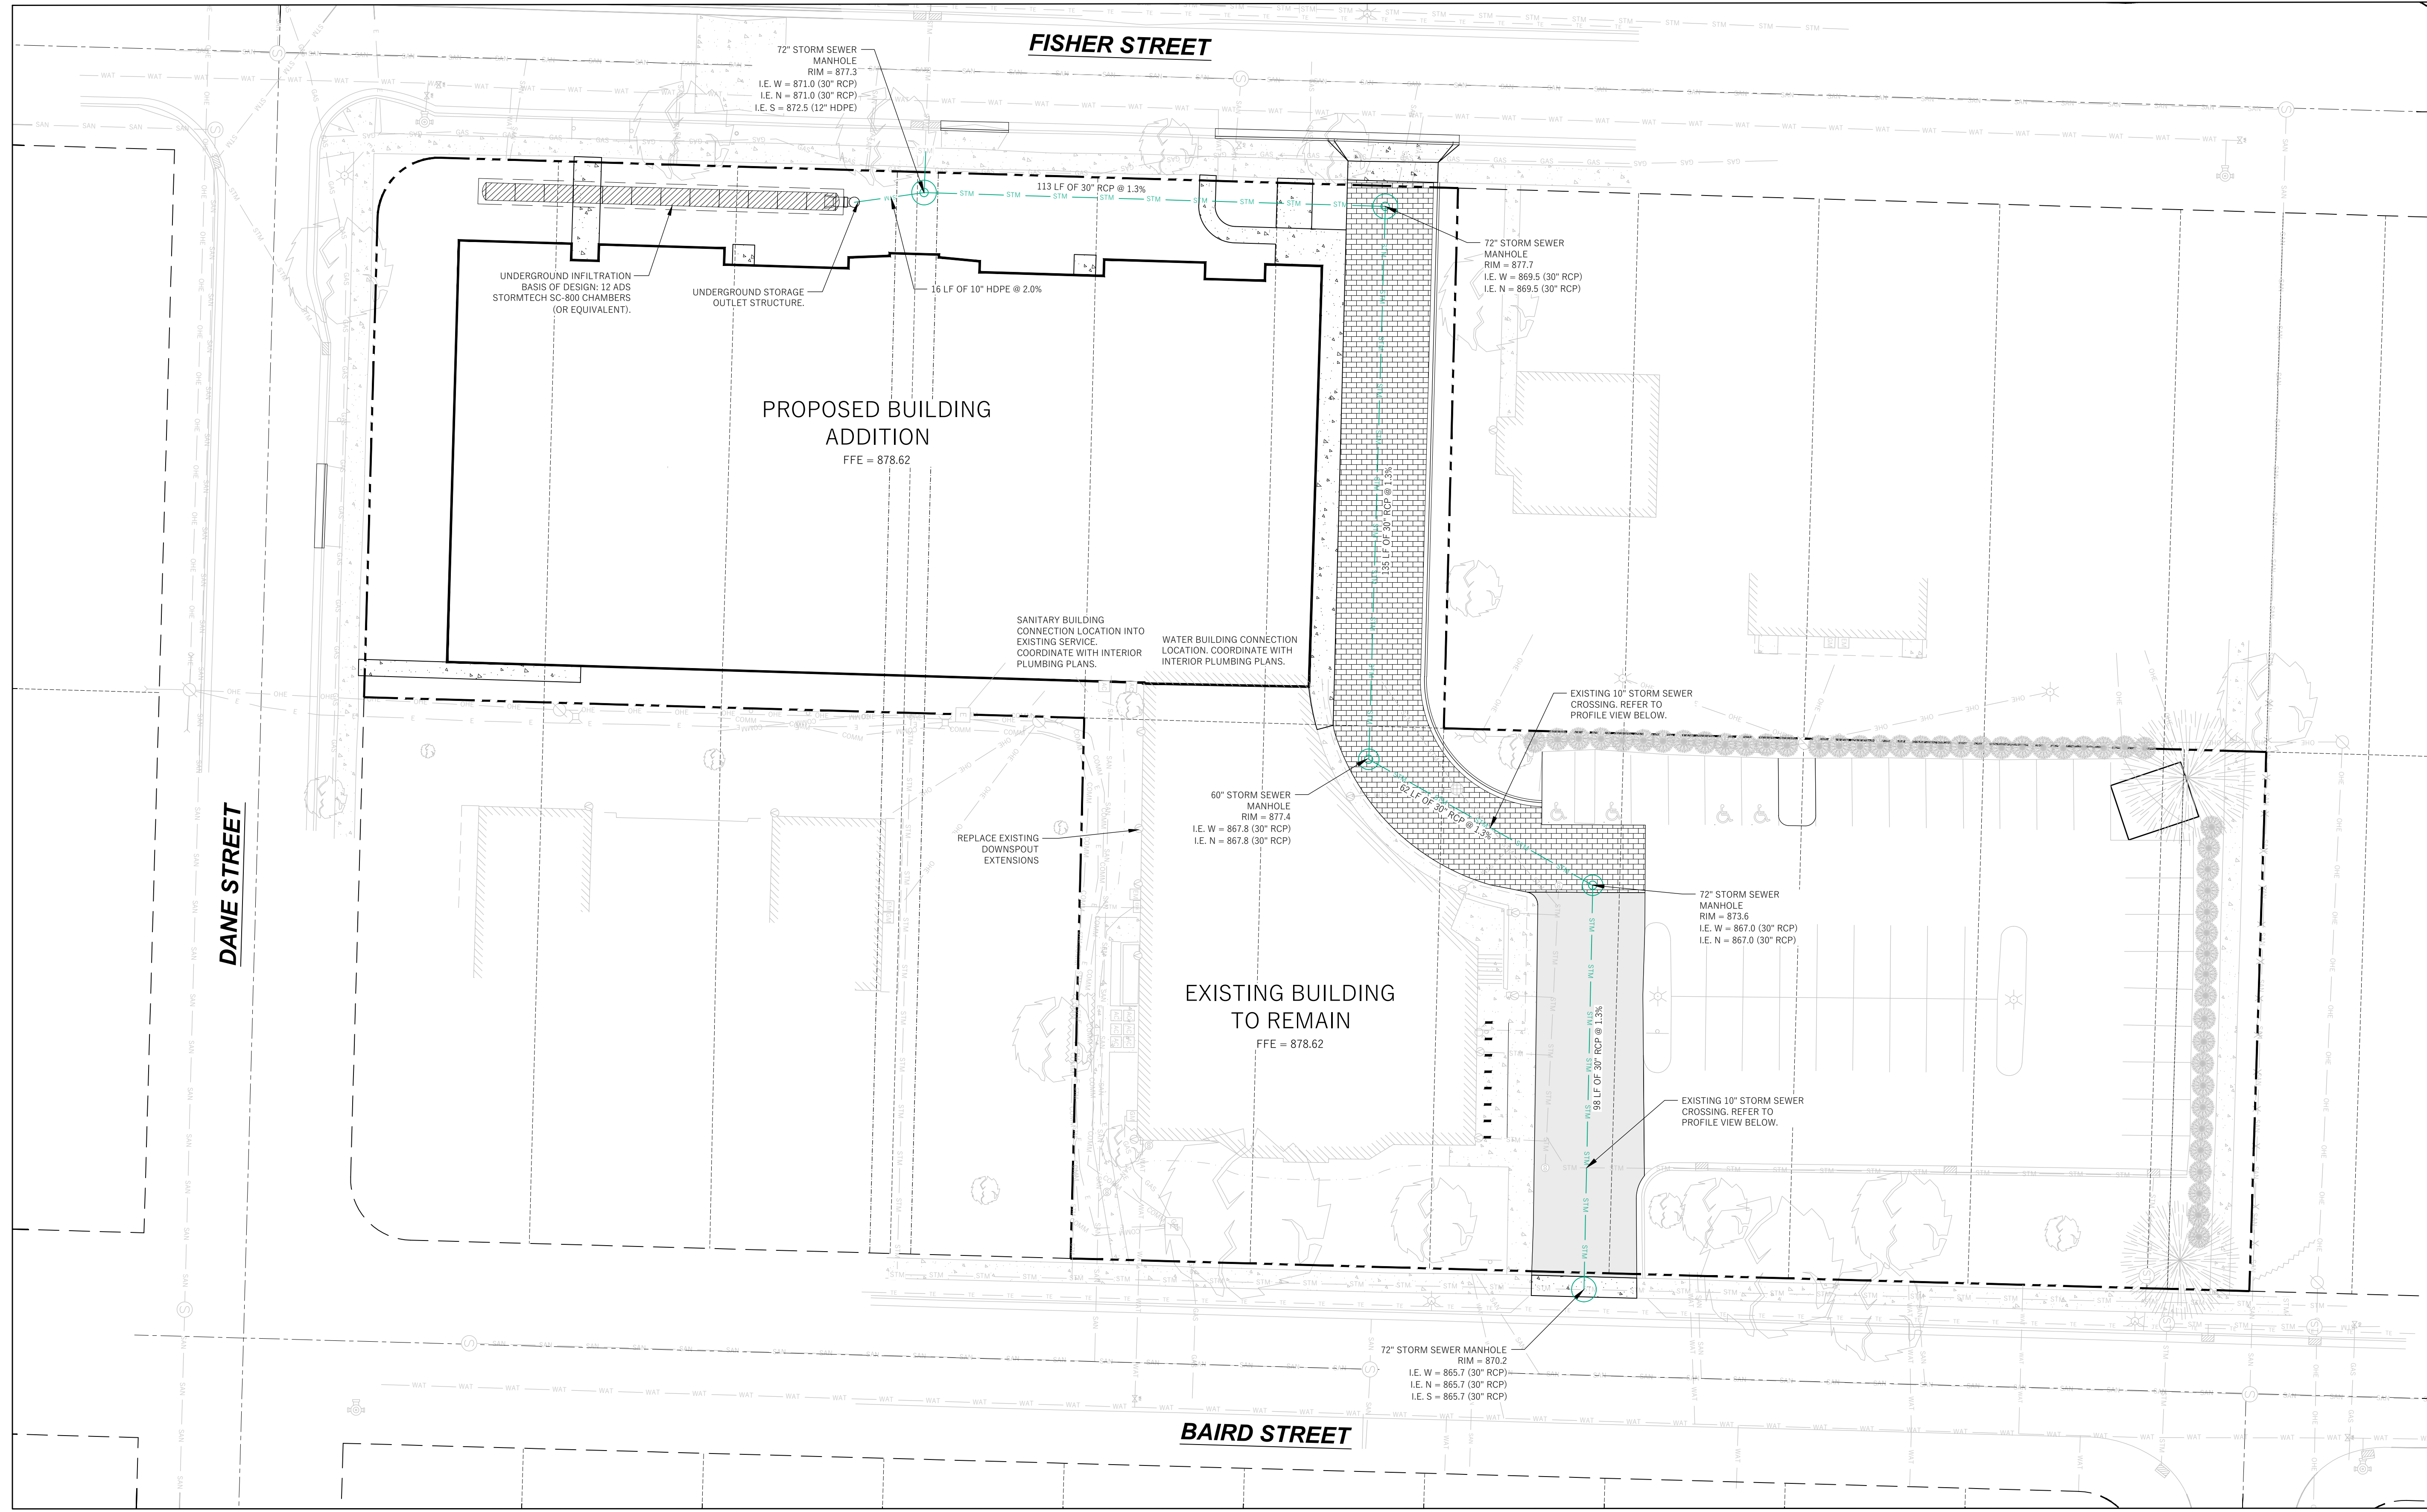 FISHER STREET
72" STORM SEWER
MANHOLE
RIM = 877.3
I.E. W = 871.0 (30" RCP)
I.E. N = 871.0 (30" RCP)
I.E. S = 872.5 (12" HDPE)
113 LF OF 30" RCP @ 1.3%
72" STORM SEWER
MANHOLE
RIM = 877.7
I.E. W = 869.5 (30" RCP)
I.E. N = 869.5 (30" RCP)
UNDERGROUND INFILTRATION
BASIS OF DESIGN: 12 ADS
STORMTECH SC-800 CHAMBERS
(OR EQUIVALENT).
UNDERGROUND STORAGE
OUTLET STRUCTURE.
16 LF OF 10" HDPE @ 2.0%
PROPOSED BUILDING
ADDITION
FFE = 878.62
135 LF OF 30" RCP @ 1.3%
SANITARY BUILDING
CONNECTION LOCATION INTO
EXISTING SERVICE.
COORDINATE WITH INTERIOR
PLUMBING PLANS.
WATER BUILDING CONNECTION
LOCATION. COORDINATE WITH
INTERIOR PLUMBING PLANS.
EXISTING 10" STORM SEWER
CROSSING. REFER TO
PROFILE VIEW BELOW.
60" STORM SEWER
MANHOLE
RIM = 877.4
I.E. W = 867.8 (30" RCP)
I.E. N = 867.8 (30" RCP)
62 LF OF 30" RCP @ 1.3%
REPLACE EXISTING
DOWNSPOUT
EXTENSIONS
DANE STREET
72" STORM SEWER
MANHOLE
RIM = 873.6
I.E. W = 867.0 (30" RCP)
I.E. N = 867.0 (30" RCP)
EXISTING BUILDING
TO REMAIN
FFE = 878.62
98 LF OF 30" RCP @ 1.3%
EXISTING 10" STORM SEWER
CROSSING. REFER TO
PROFILE VIEW BELOW.
72" STORM SEWER MANHOLE
RIM = 870.2
I.E. W = 865.7 (30" RCP)
I.E. N = 865.7 (30" RCP)
I.E. S = 865.7 (30" RCP)
BAIRD STREET